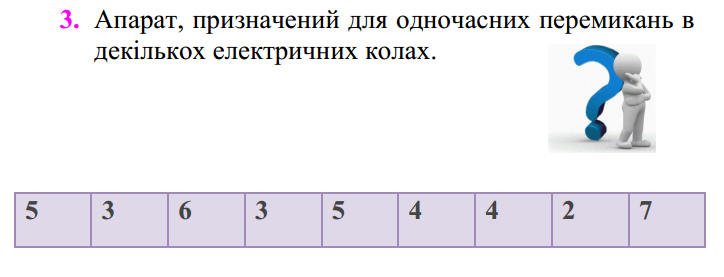 3. Апарат, призначений для одночасних перемикань в
декількох електричних колах.
5 3 6 3 5 4 4 2 7